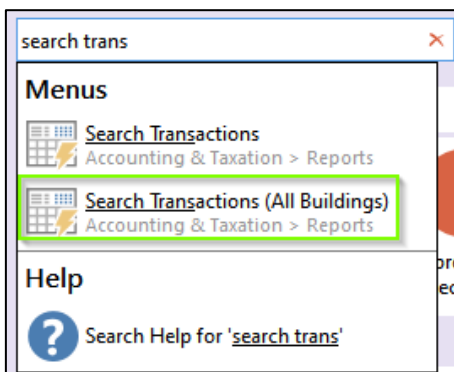 search trans
Menus
Search Transactions
Accounting & Taxation > Reports
Search Transactions (All Buildings)
Accounting & Taxation > Reports
Help
Search Help for 'search trans'